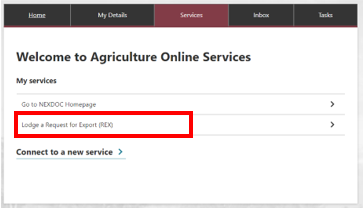 Home My Details Services Inbox Tasks
Welcome to Agriculture Online Services
My services
Go to NEXDOC Homepage
Lodge a Request for Export (REX)
Connect to a new service